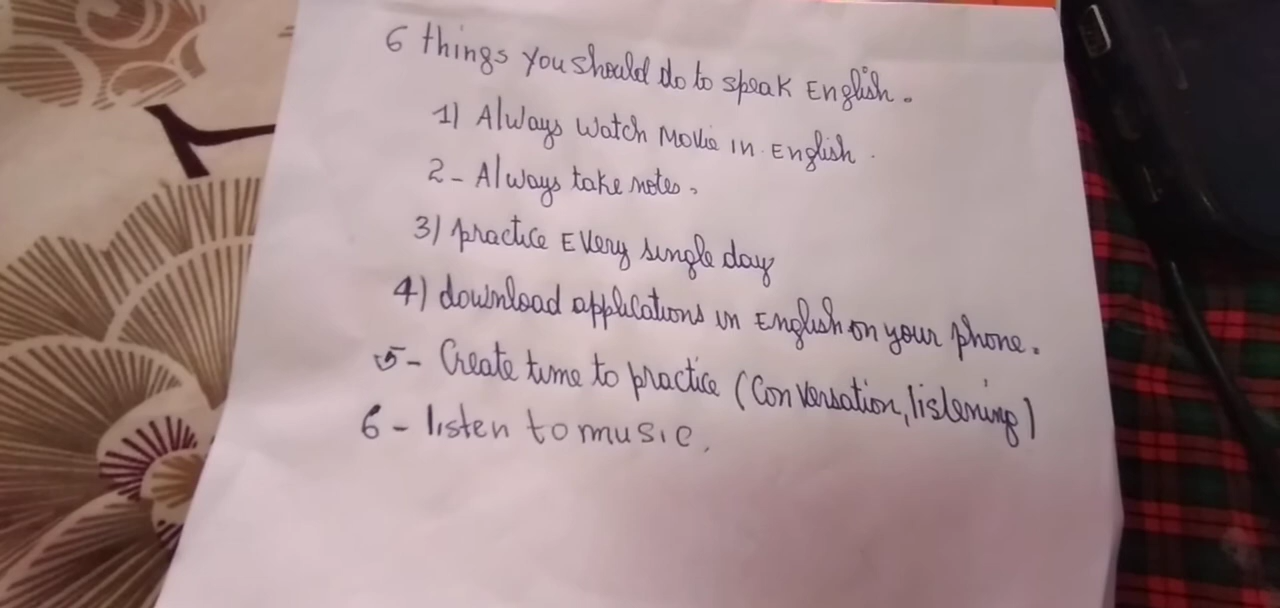 6 things you should do to speak English.
1) Always watch Movie in English.
2- Always take notes.
3) practice Every single day
4) download applications in English on your phone.
5- Create time to practice (Conversation, listening)
6- listen to music.